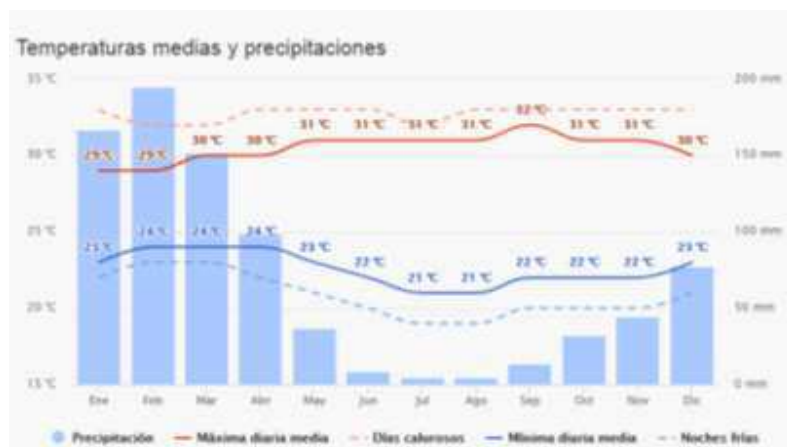 Temperaturas medias y precipitaciones
35 °C
200 mm
32 °C
31 °C 31 °C 31 °C 31 °C 31 °C 31 °C
30 °C 30 °C 30 °C
30 °C
150 mm
29 °C 29 °C
25 °C
100 mm
23 °C 24 °C 24 °C 24 °C 23 °C 22 °C 21 °C 21 °C 22 °C 22 °C 22 °C 23 °C
20 °C
50 mm
15 °C
0 mm
Ene Feb Mar Abr May Jun Jul Ago Sep Oct Nov Dic
Precipitación Máxima diaria media Días calurosos Mínima diaria media Noches frías